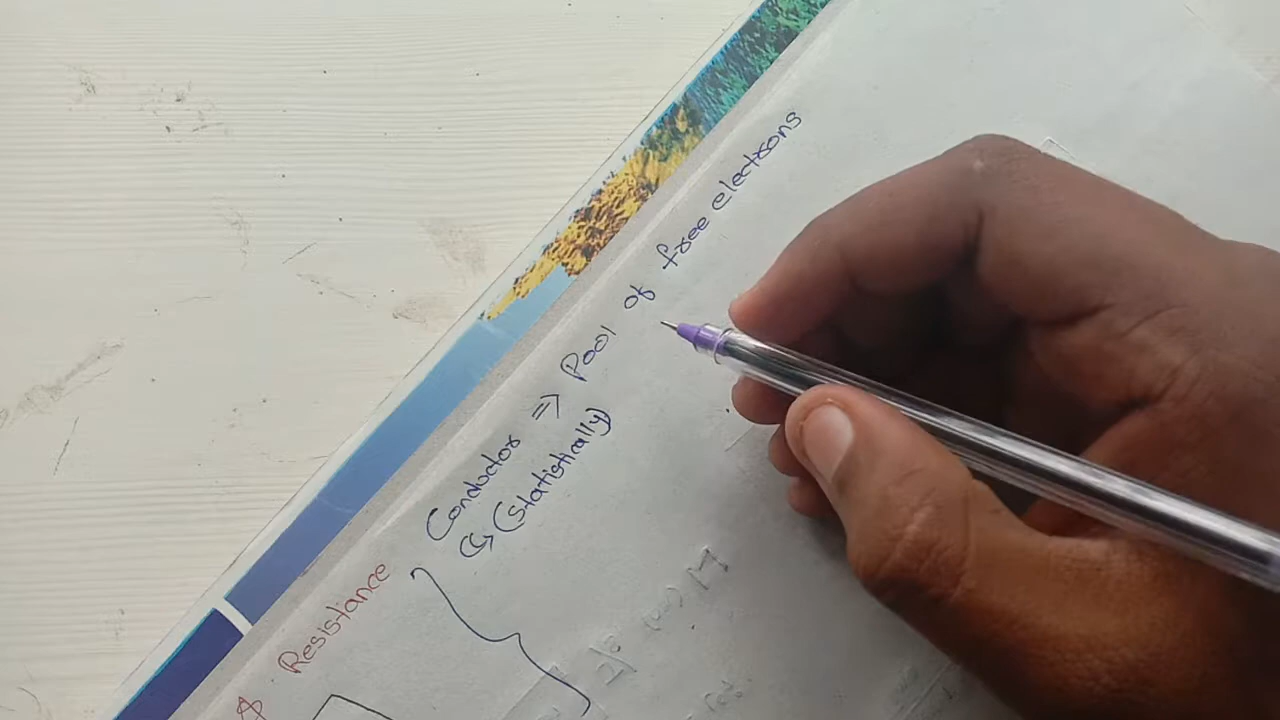 Resistance
Conductor => Pool of free electrons
(Statistically)